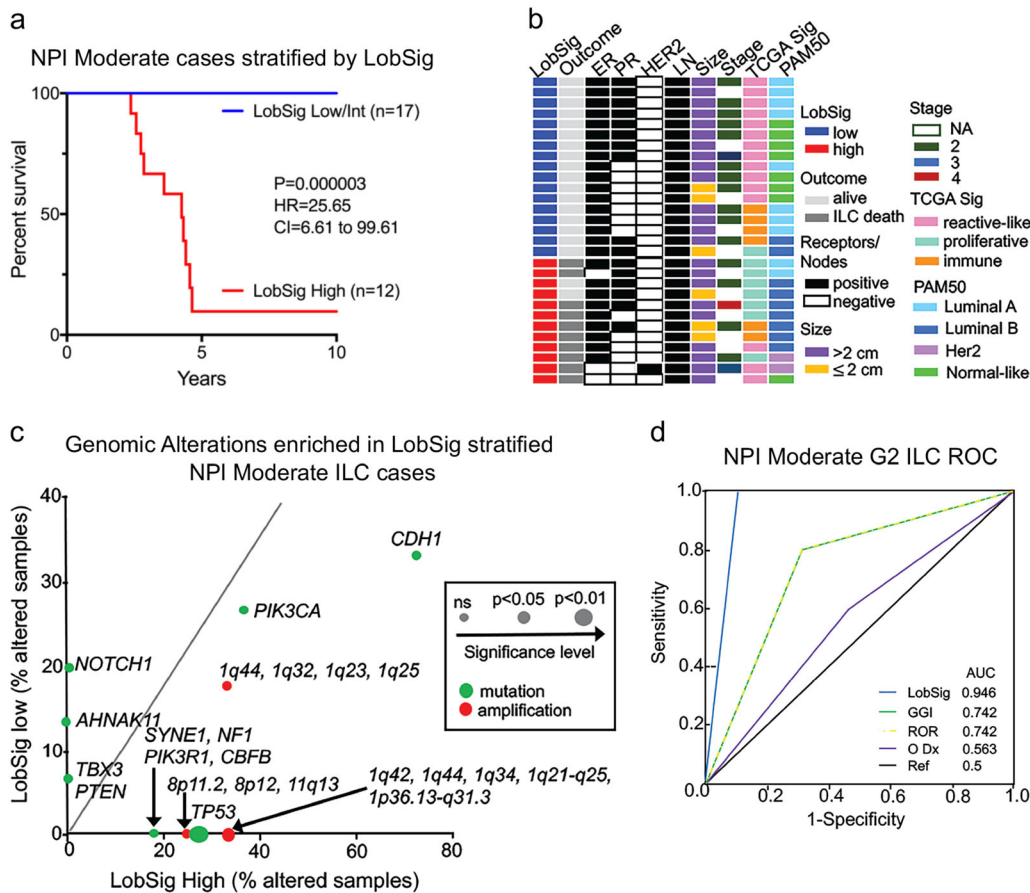 a
NPI Moderate cases stratified by LobSig
Percent survival
100
50
0
LobSig Low/Int (n=17)
P=0.000003
HR=25.65
CI=6.61 to 99.61
LobSig High (n=12)
0
5
10
Years
b
LobSig
Outcome
ER
PR
HER2
LN
Size
Stage
TCGA Sig
PAM50
LobSig
low
high
Outcome
alive
ILC death
Receptors/
Nodes
positive
negative
Size
>2 cm
≤ 2 cm
Stage
NA
2
3
4
TCGA Sig
reactive-like
proliferative
immune
PAM50
Luminal A
Luminal B
Her2
Normal-like
c
Genomic Alterations enriched in LobSig stratified
NPI Moderate ILC cases
LobSig low (% altered samples)
40
30
20
10
0
CDH1
PIK3CA
NOTCH1
1q44, 1q32, 1q23, 1q25
AHNAK11
SYNE1, NF1
PIK3R1, CBFB
TBX3
PTEN
8p11.2, 8p12, 11q13
TP53
1q42, 1q44, 1q34, 1q21-q25,
1p36.13-q31.3
ns
p<0.05
p<0.01
Significance level
mutation
amplification
0
20
40
60
80
LobSig High (% altered samples)
d
NPI Moderate G2 ILC ROC
Sensitivity
1.0
0.8
0.6
0.4
0.2
0.0
AUC
LobSig 0.946
GGI 0.742
ROR 0.742
O Dx 0.563
Ref 0.5
0.0
0.2
0.4
0.6
0.8
1.0
1-Specificity